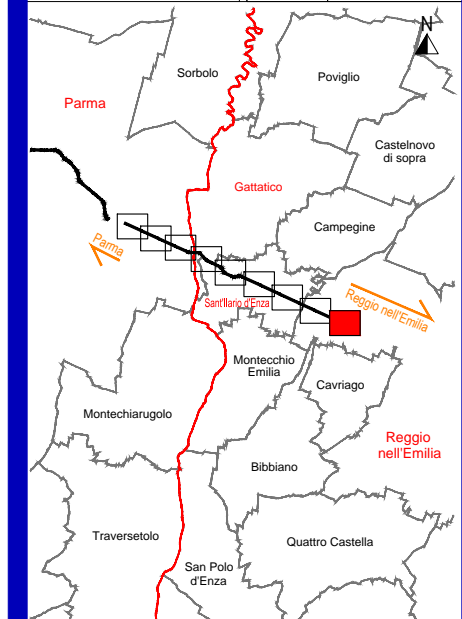 N
Sorbolo
Poviglio
Parma
Castelnovo
di sopra
Gattatico
Campegine
Parma
Sant'Ilario d'Enza
Reggio nell'Emilia
Montecchio
Emilia
Cavriago
Montechiarugolo
Reggio
nell'Emilia
Bibbiano
Traversetolo
Quattro Castella
San Polo
d'Enza